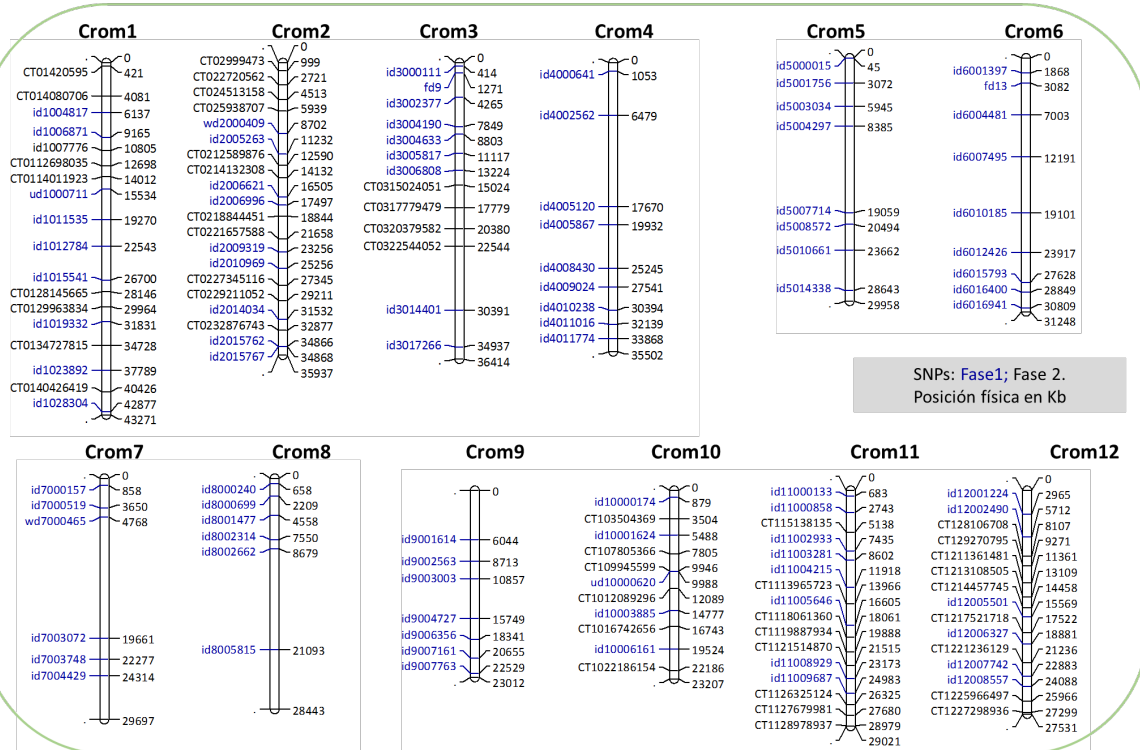 Crom1 Crom2 Crom3 Crom4 Crom5 Crom6
. 0
CT01420595 421
CT014080706 4081
id1004817 6137
id1006871 9165
id1007776 10805
CT0112698035 12698
CT0114011923 14012
ud1000711 15534
id1011535 19270
id1012784 22543
id1015541 26700
CT0128145665 28146
CT0129963834 29964
id1019332 31831
CT0134727815 34728
id1023892 37789
CT0140426419 40426
id1028304 42877
. 43271
. 0
CT02999473 999
CT022720562 2721
CT024513158 4513
CT025938707 5939
wd2000409 8702
id2005263 11232
CT0212589876 12590
CT0214132308 14132
id2006621 16505
id2006996 17497
CT0218844451 18844
CT0221657588 21658
id2009319 23256
id2010969 25256
CT0227345116 27345
CT0229211052 29211
id2014034 31532
CT0232876743 32877
id2015762 34866
id2015767 34868
. 35937
. 0
id3000111 414
fd9 1271
id3002377 4265
id3004190 7849
id3004633 8803
id3005817 11117
id3006808 13224
CT0315024051 15024
CT0317779479 17779
CT0320379582 20380
CT0322544052 22544
id3014401 30391
id3017266 34937
. 36414
. 0
id4000641 1053
id4002562 6479
id4005120 17670
id4005867 19932
id4008430 25245
id4009024 27541
id4010238 30394
id4011016 32139
id4011774 33868
. 35502
. 0
id5000015 45
id5001756 3072
id5003034 5945
id5004297 8385
id5007714 19059
id5008572 20494
id5010661 23662
id5014338 28643
. 29958
. 0
id6001397 1868
fd13 3082
id6004481 7003
id6007495 12191
id6010185 19101
id6012426 23917
id6015793 27628
id6016400 28849
id6016941 30809
. 31248
SNPs: Fase1; Fase 2.
Posición física en Kb
Crom7 Crom8 Crom9 Crom10 Crom11 Crom12
. 0
id7000157 858
id7000519 3650
wd7000465 4768
id7003072 19661
id7003748 22277
id7004429 24314
. 29697
. 0
id8000240 658
id8000699 2209
id8001477 4558
id8002314 7550
id8002662 8679
id8005815 21093
. 28443
. 0
id9001614 6044
id9002563 8713
id9003003 10857
id9004727 15749
id9006356 18341
id9007161 20655
id9007763 22529
. 23012
. 0
id10000174 879
CT103504369 3504
id10001624 5488
CT107805366 7805
CT109945599 9946
ud10000620 9988
CT1012089296 12089
id10003885 14777
CT1016742656 16743
id10006161 19524
CT1022186154 22186
. 23207
. 0
id11000133 683
id11000858 2743
CT115138135 5138
id11002933 7435
id11003281 8602
id11004215 11918
CT1113965723 13966
id11005646 16605
CT1118061360 18061
CT1119887934 19888
CT1121514870 21515
id11008929 23173
id11009687 24983
CT1126325124 26325
CT1127679981 27680
CT1128978937 28979
. 29021
. 0
id12001224 2965
id12002490 5712
CT128106708 8107
CT129270795 9271
CT1211361481 11361
CT1213108505 13109
CT1214457745 14458
id12005501 15569
CT1217521718 17522
id12006327 18881
CT1221236129 21236
id12007742 22883
id12008557 24088
CT1225966497 25966
CT1227298936 27299
. 27531